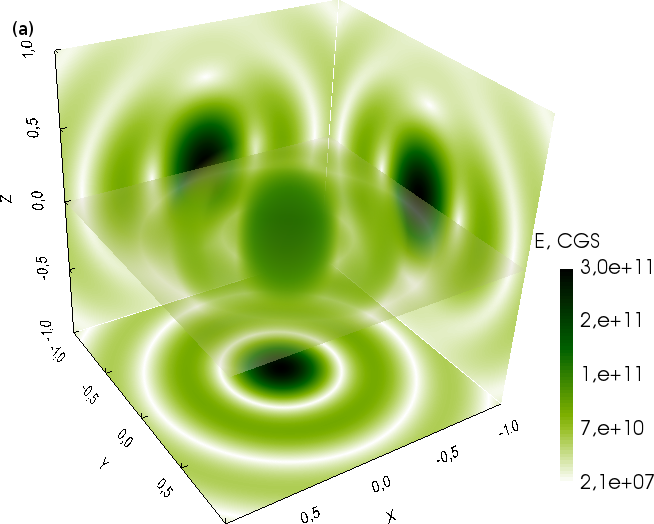 (a)
1,0
0,5
0,0
-0,5
-1,0
Z
-1,0
-0,5
0,0
0,5
Y
0,5
0,0
-0,5
-1,0
X
E, CGS
3,0e+11
2,e+11
1,e+11
7,e+10
2,1e+07